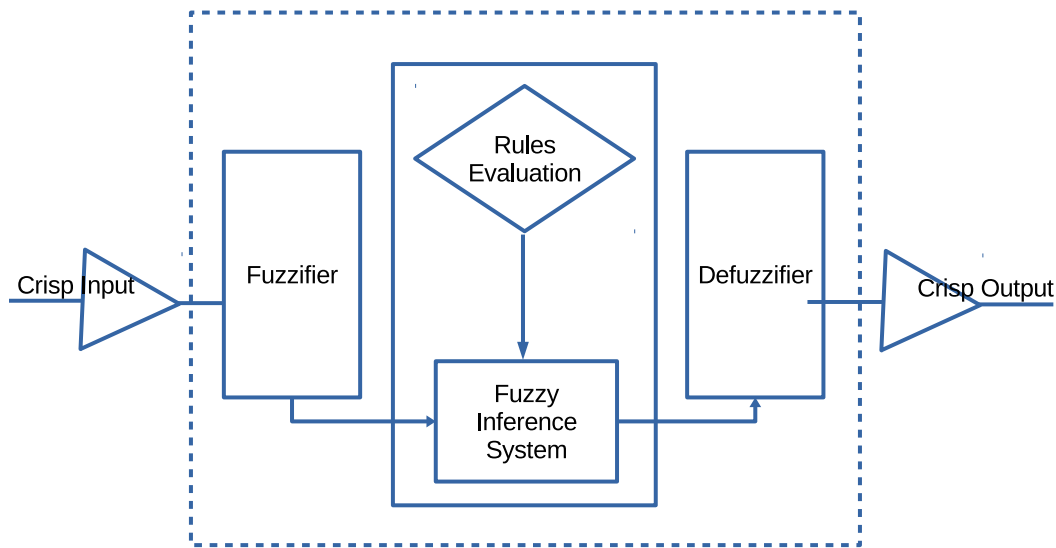 Rules
Evaluation
Crisp Input
Fuzzifier
Defuzzifier
Crisp Output
Fuzzy
Inference
System